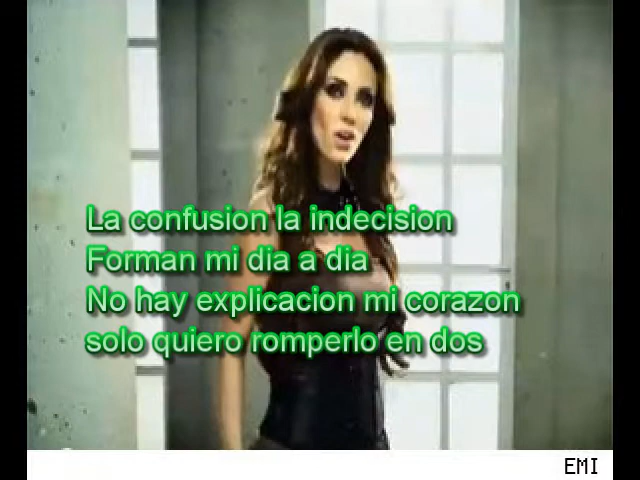 La confusion la indecision
Forman mi dia a dia
No hay explicacion mi corazon
solo quiero romperlo en dos
EMI